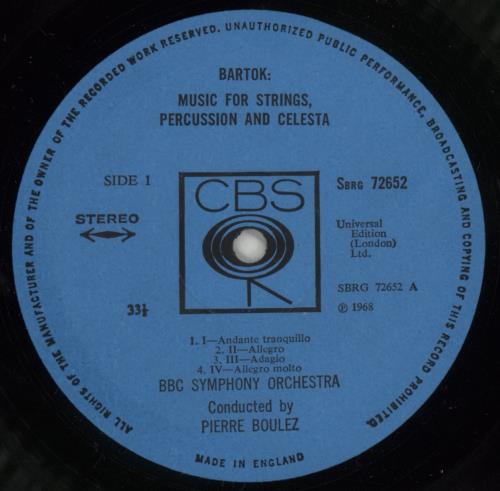 ALL RIGHTS OF THE MANUFACTURER AND OF THE OWNER OF THE RECORDED WORK RESERVED. UNAUTHORIZED PUBLIC PERFORMANCE, BROADCASTING AND COPYING OF THIS RECORD PROHIBITED.
BARTOK:
MUSIC FOR STRINGS,
PERCUSSION AND CELESTA
SIDE 1
CBS
SBRG 72652
STEREO
Universal
Edition
(London)
Ltd.
33⅓
SBRG 72652 A
℗ 1968
1. I—Andante tranquillo
2. II—Allegro
3. III—Adagio
4. IV—Allegro molto
BBC SYMPHONY ORCHESTRA
Conducted by
PIERRE BOULEZ
MADE IN ENGLAND